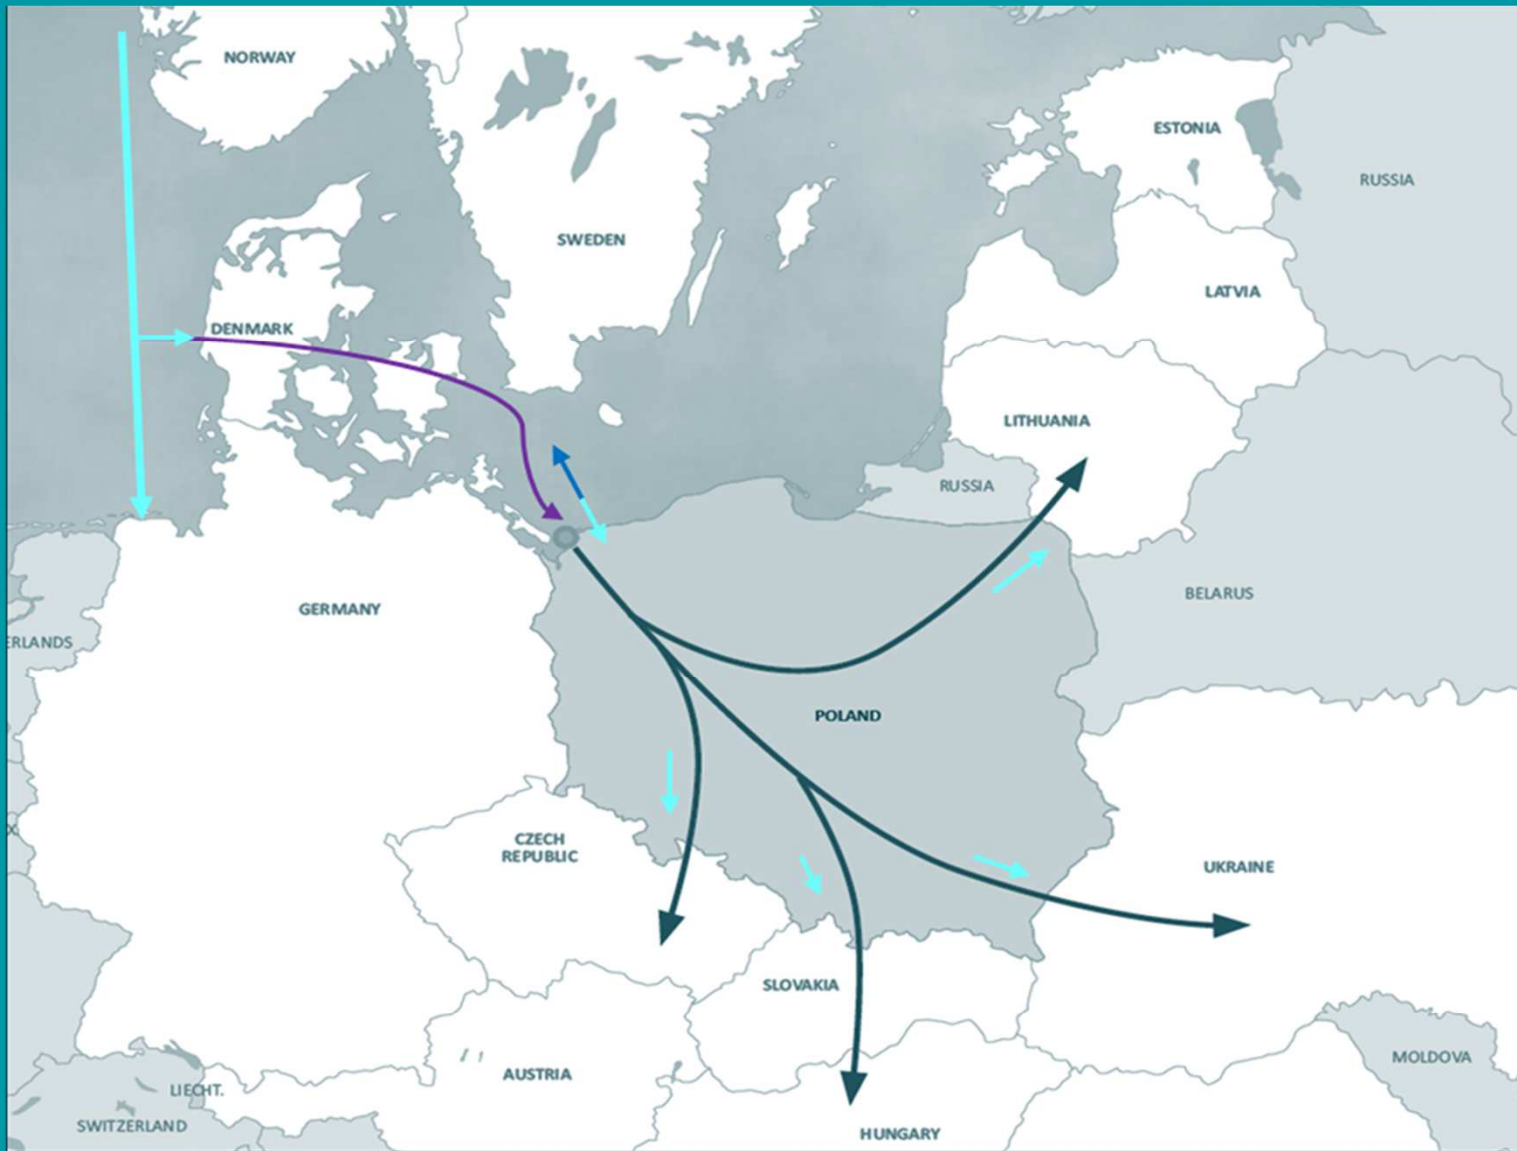 NORWAY
ESTONIA
RUSSIA
SWEDEN
LATVIA
DENMARK
LITHUANIA
RUSSIA
BELARUS
GERMANY
ERLANDS
POLAND
CZECH
REPUBLIC
UKRAINE
SLOVAKIA
MOLDOVA
AUSTRIA
LIECHT.
SWITZERLAND
HUNGARY